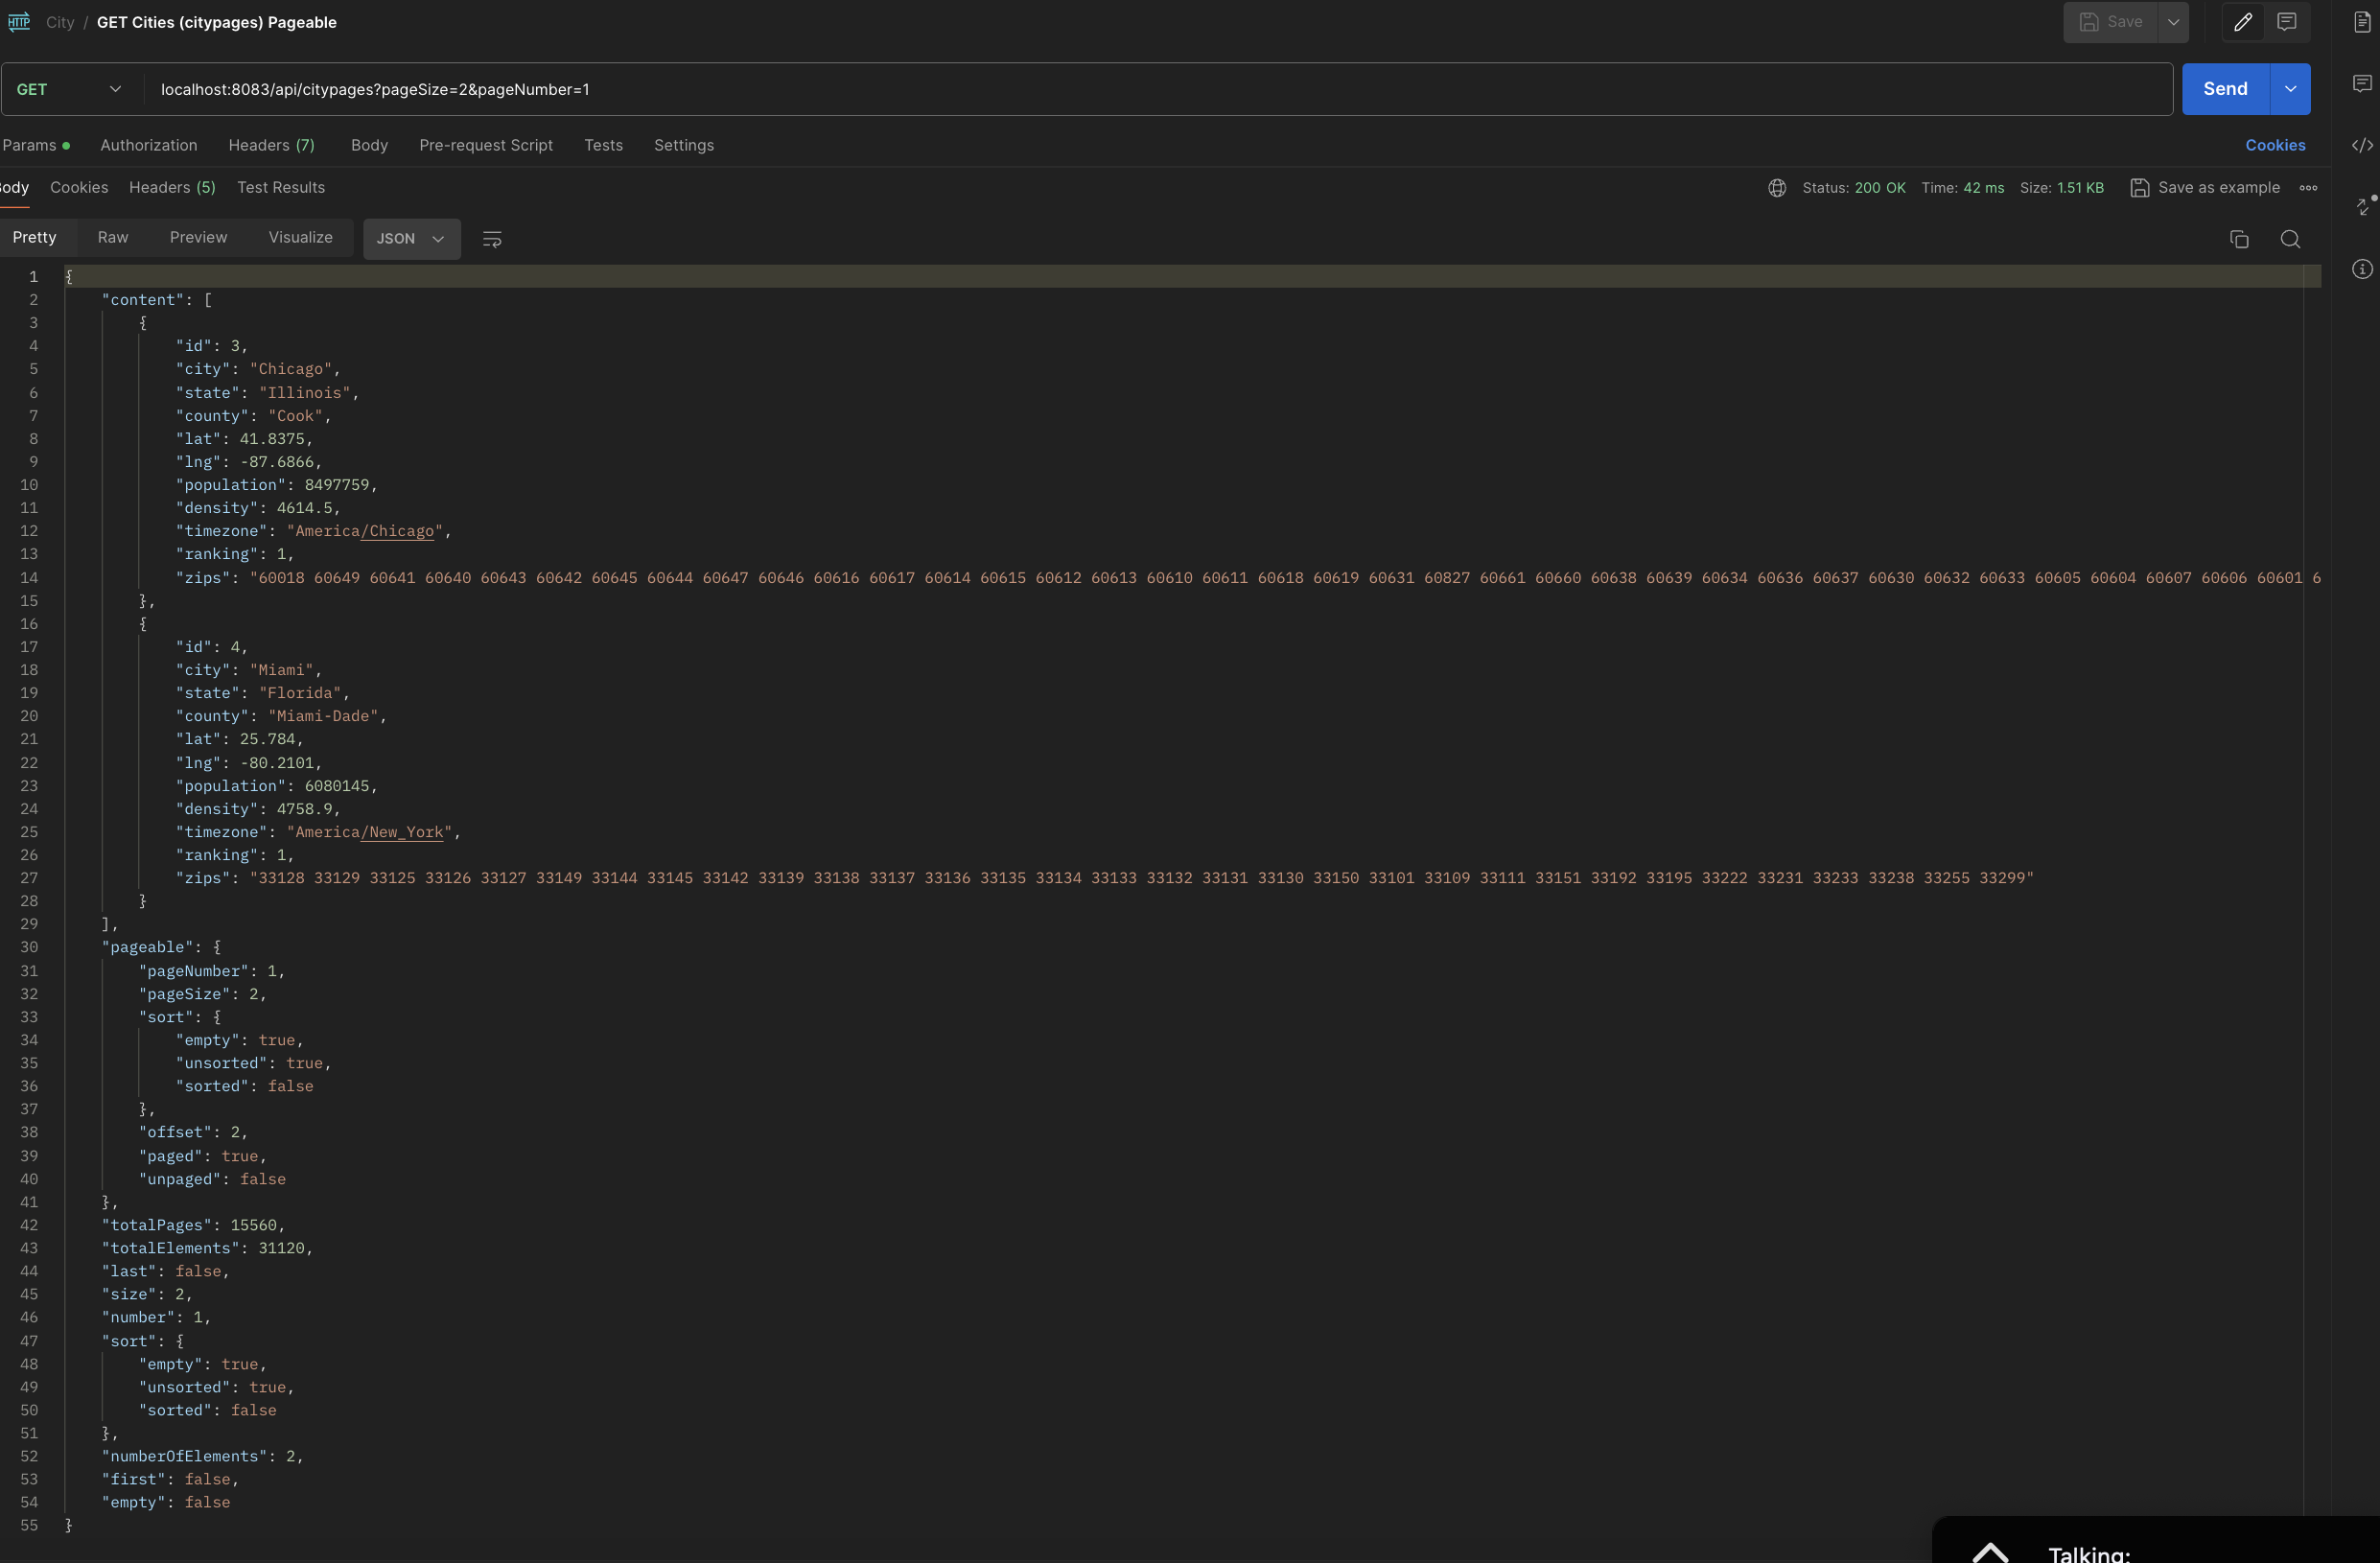 HTTP City / GET Cities (citypages) Pageable Save
GET localhost:8083/api/citypages?pageSize=2&pageNumber=1 Send
Params Authorization Headers (7) Body Pre-request Script Tests Settings Cookies
Body Cookies Headers (5) Test Results Status: 200 OK Time: 42 ms Size: 1.51 KB Save as example
Pretty Raw Preview Visualize JSON
1 {
2 "content": [
3 {
4 "id": 3,
5 "city": "Chicago",
6 "state": "Illinois",
7 "county": "Cook",
8 "lat": 41.8375,
9 "lng": -87.6866,
10 "population": 8497759,
11 "density": 4614.5,
12 "timezone": "America/Chicago",
13 "ranking": 1,
14 "zips": "60018 60649 60641 60640 60643 60642 60645 60644 60647 60646 60616 60617 60614 60615 60612 60613 60610 60611 60618 60619 60631 60827 60661 60660 60638 60639 60634 60636 60637 60630 60632 60633 60605 60604 60607 60606 60601 6
15 },
16 {
17 "id": 4,
18 "city": "Miami",
19 "state": "Florida",
20 "county": "Miami-Dade",
21 "lat": 25.784,
22 "lng": -80.2101,
23 "population": 6080145,
24 "density": 4758.9,
25 "timezone": "America/New_York",
26 "ranking": 1,
27 "zips": "33128 33129 33125 33126 33127 33149 33144 33145 33142 33139 33138 33137 33136 33135 33134 33133 33132 33131 33130 33150 33101 33109 33111 33151 33192 33195 33222 33231 33233 33238 33255 33299"
28 }
29 ],
30 "pageable": {
31 "pageNumber": 1,
32 "pageSize": 2,
33 "sort": {
34 "empty": true,
35 "unsorted": true,
36 "sorted": false
37 },
38 "offset": 2,
39 "paged": true,
40 "unpaged": false
41 },
42 "totalPages": 15560,
43 "totalElements": 31120,
44 "last": false,
45 "size": 2,
46 "number": 1,
47 "sort": {
48 "empty": true,
49 "unsorted": true,
50 "sorted": false
51 },
52 "numberOfElements": 2,
53 "first": false,
54 "empty": false
55 }
Talking: